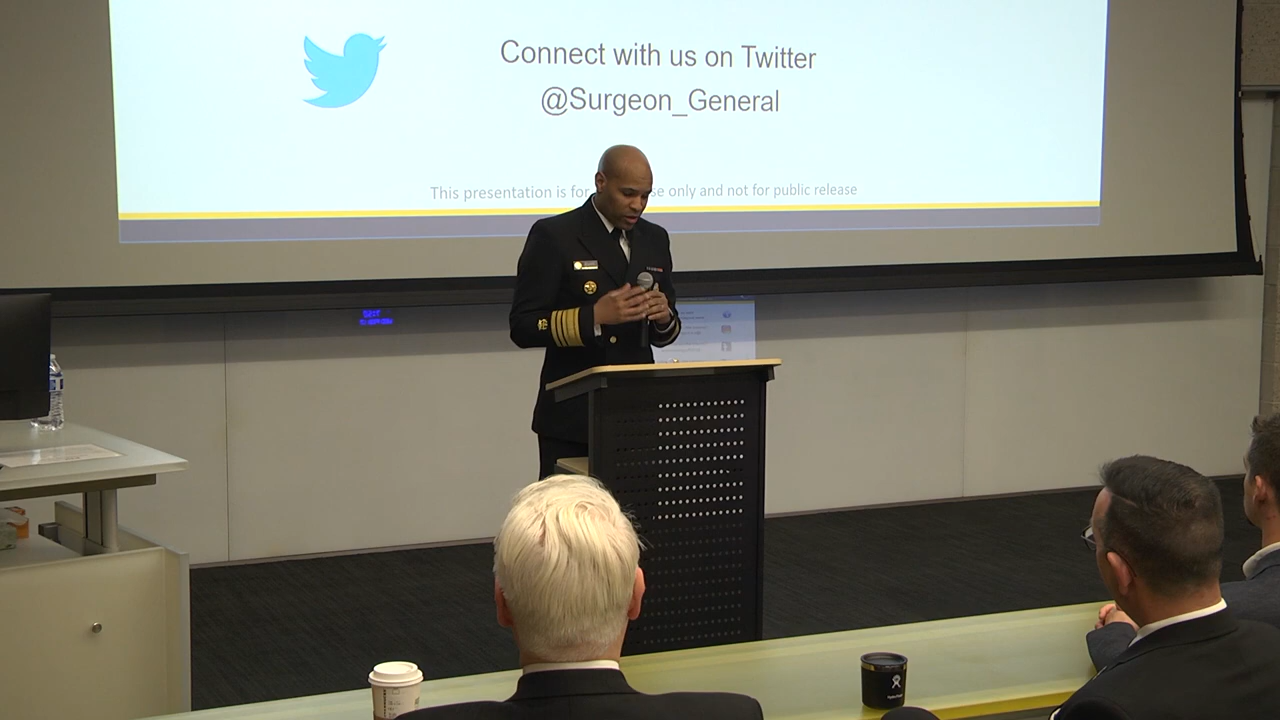 Connect with us on Twitter
@Surgeon_General
This presentation is for se only and not for public release